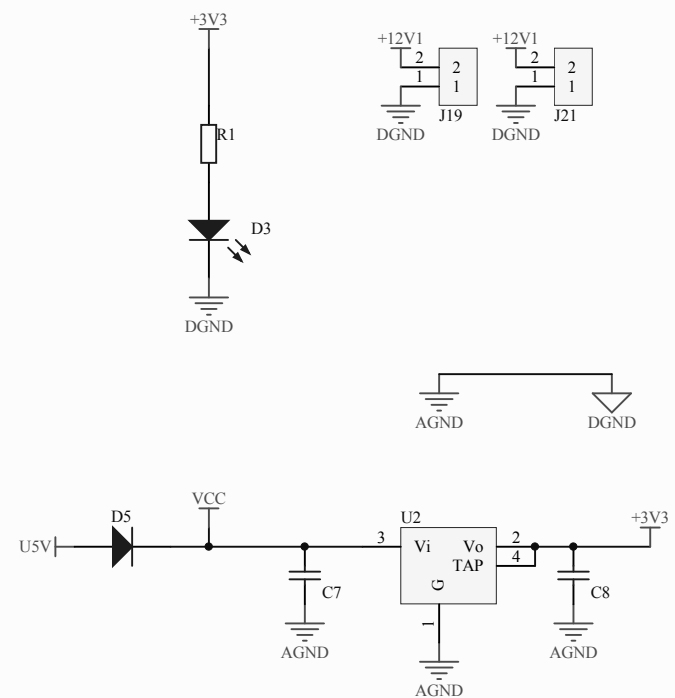 +3V3
R1
D3
DGND
+12V1
2 2
1 1
J19
DGND
+12V1
2 2
1 1
J21
DGND
AGND DGND
U5V
D5
VCC
C7
AGND
U2
3 Vi Vo 2
TAP 4
G
1
AGND
+3V3
C8
AGND